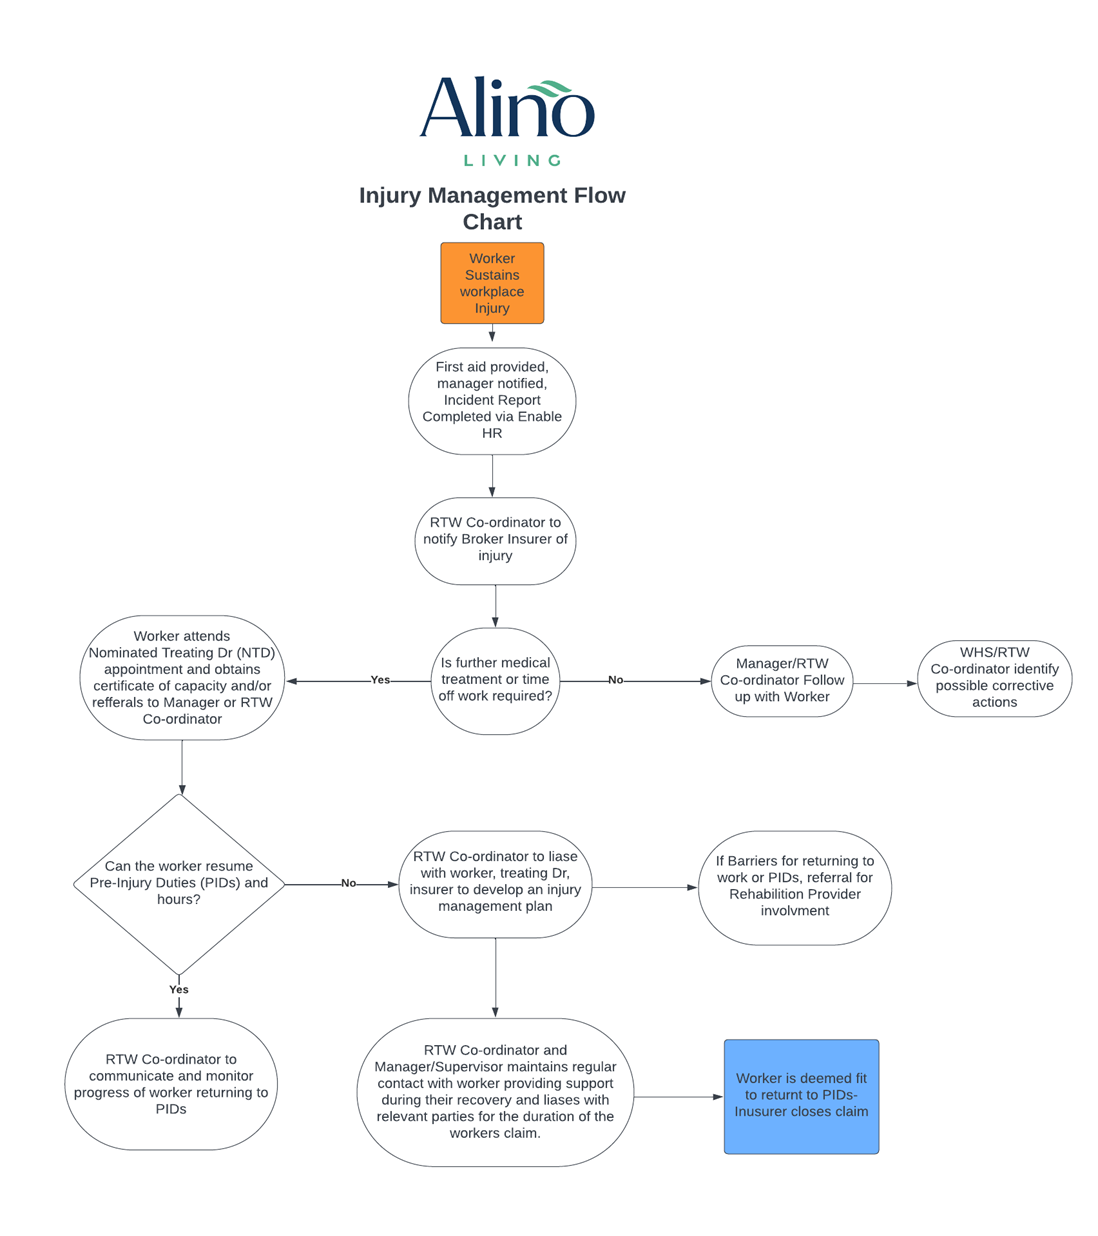 Alino
LIVING
Injury Management Flow
Chart
Worker
Sustains
workplace
Injury
First aid provided,
manager notified,
Incident Report
Completed via Enable
HR
RTW Co-ordinator to
notify Broker Insurer of
injury
Is further medical
treatment or time
off work required?
Yes
No
Worker attends
Nominated Treating Dr (NTD)
appointment and obtains
certificate of capacity and/or
refferals to Manager or RTW
Co-ordinator
Manager/RTW
Co-ordinator Follow
up with Worker
WHS/RTW
Co-ordinator identify
possible corrective
actions
Can the worker resume
Pre-Injury Duties (PIDs) and
hours?
No
RTW Co-ordinator to liase
with worker, treating Dr,
insurer to develop an injury
management plan
If Barriers for returning to
work or PIDs, referral for
Rehabilition Provider
involvment
Yes
RTW Co-ordinator to
communicate and monitor
progress of worker returning to
PIDs
RTW Co-ordinator and
Manager/Supervisor maintains regular
contact with worker providing support
during their recovery and liases with
relevant parties for the duration of the
workers claim.
Worker is deemed fit
to returnt to PIDs-
Inusurer closes claim